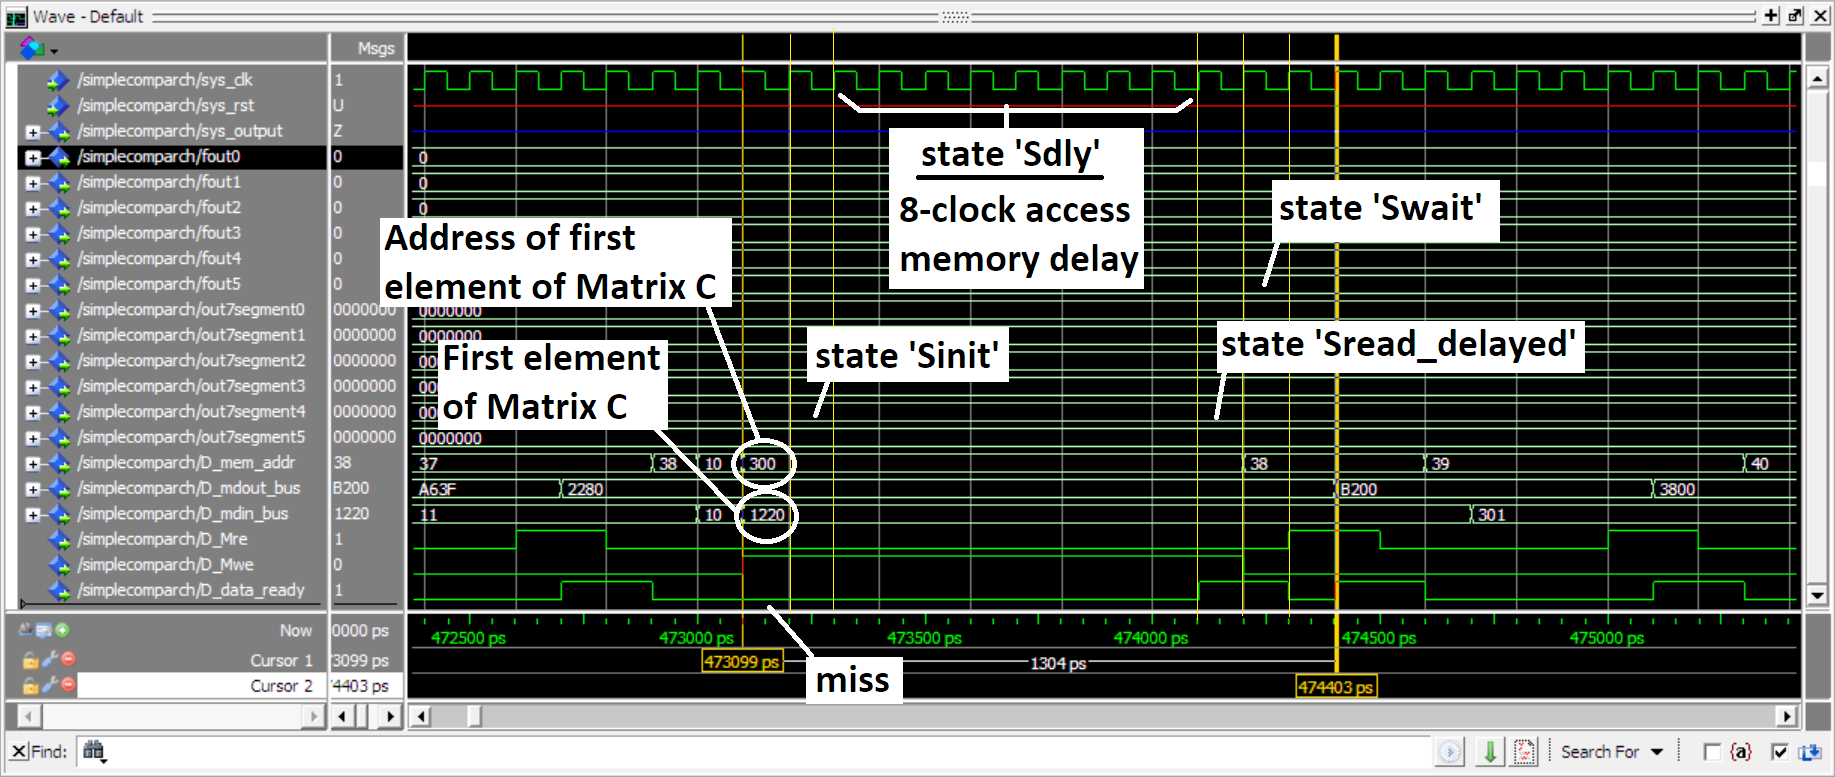 Wave - Default
Msgs
/simplecomparch/sys_clk 1
/simplecomparch/sys_rst U
/simplecomparch/sys_output Z
/simplecomparch/fout0 0 0
/simplecomparch/fout1 0 0
/simplecomparch/fout2 0 0
/simplecomparch/fout3 0
/simplecomparch/fout4 0
/simplecomparch/fout5 0
/simplecomparch/out7segment0 0000000 0000000
/simplecomparch/out7segment1 0000000 00
/simplecomparch/out7segment2 0000000 00
/simplecomparch/out7segment3 0000000 00
/simplecomparch/out7segment4 0000000 00
/simplecomparch/out7segment5 0000000 0000000
/simplecomparch/D_mem_addr 38 37 38 10 300 38 39 40
/simplecomparch/D_mdout_bus B200 A63F 2280 B200 3800
/simplecomparch/D_mdin_bus 1220 11 10 1220 301
/simplecomparch/D_Mre 1
/simplecomparch/D_Mwe 0
/simplecomparch/D_data_ready 1
state 'Sdly'
8-clock access
memory delay
state 'Swait'
Address of first
element of Matrix C
First element
of Matrix C
state 'Sinit'
state 'Sread_delayed'
miss
Now 0000 ps 472500 ps 473000 ps 473500 ps 474000 ps 474500 ps 475000 ps
Cursor 1 3099 ps 473099 ps 1304 ps
Cursor 2 4403 ps 474403 ps
Find: Search For {a}